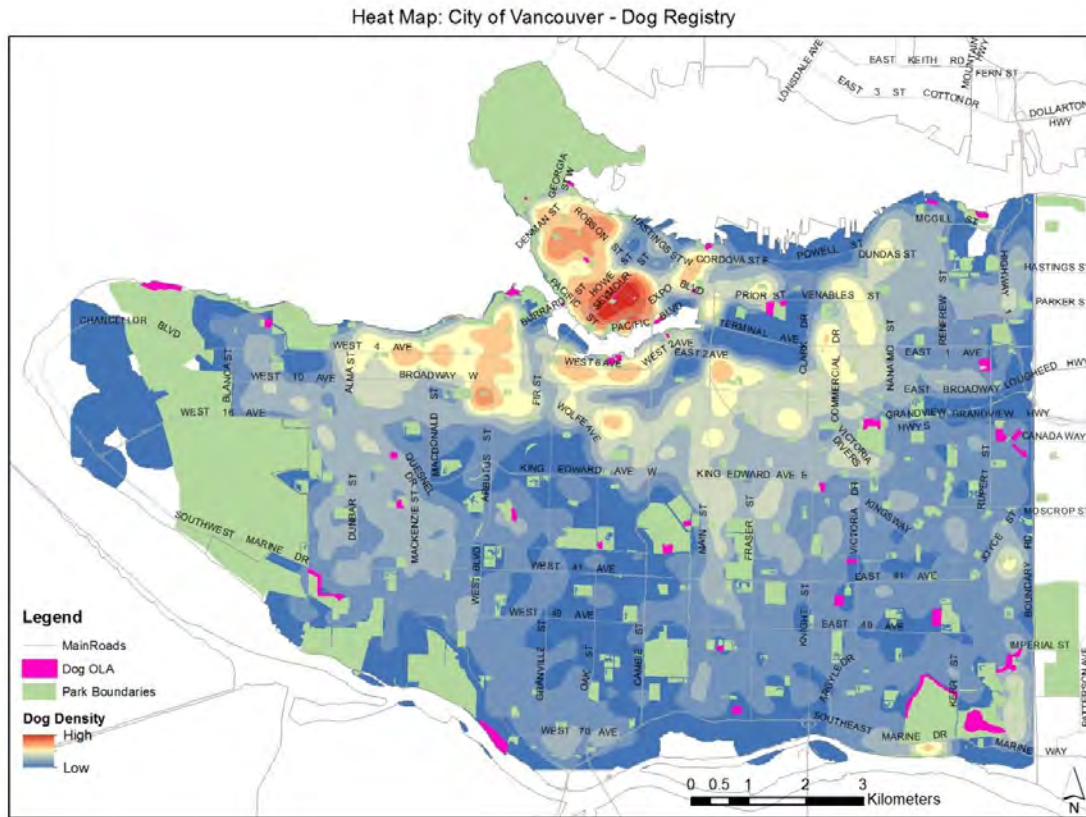 Heat Map: City of Vancouver - Dog Registry
LONSDALE AVE
EAST KEITH RD
MOUNTAIN HWY
FERN ST
EAST 3 ST
COTTON DR
DOLLARTON HWY
GEORGIA ST W
DENMAN ST
ROBSON ST
HASTINGS ST W
MCGILL ST
POWELL ST
DUNDAS ST
CORDOVA ST E
HOWE ST
SEYMOUR ST
PACIFIC ST
BURRARD ST
EXPO BLVD
PACIFIC BLVD
PRIOR ST
VENABLES ST
HASTINGS ST
HIGHWAY 1
PARKER ST
CHANCELLOR BLVD
TERMINAL AVE
CLARK DR
RENFREW ST
WEST 4 AVE
WEST 2 AVE
EAST 2 AVE
WEST 6 AVE
EAST 1 AVE
BLANCA ST
WEST 10 AVE
ALMA ST
BROADWAY W
COMMERCIAL DR
NANAIMO ST
EAST BROADWAY
LOUGHEED HWY
WEST 16 AVE
MACDONALD ST
FIR ST
WOLFE AVE
GRANDVIEW HWY S
GRANDVIEW HWY
CANADA WAY
VICTORIA DIVERS
QUESNEL DR
ARBUTUS ST
KING EDWARD AVE W
KING EDWARD AVE E
RUPERT ST
SOUTHWEST MARINE DR
DUNBAR ST
MACKENZIE ST
MAIN ST
FRASER ST
VICTORIA DR
KINGSWAY
JOYCE ST
MOSCROP ST
BOUNDARY RD
WEST BLVD
WEST 41 AVE
EAST 41 AVE
WEST 49 AVE
EAST 49 AVE
KNIGHT ST
GRANVILLE ST
OAK ST
CAMBIE ST
ARGYLE DR
KERR ST
IMPERIAL ST
PATTERSON AVE
WEST 70 AVE
SOUTHEAST MARINE DR
MARINE WAY
Legend
MainRoads
Dog OLA
Park Boundaries
Dog Density
High
Low
0 0.5 1 2 3
Kilometers
N